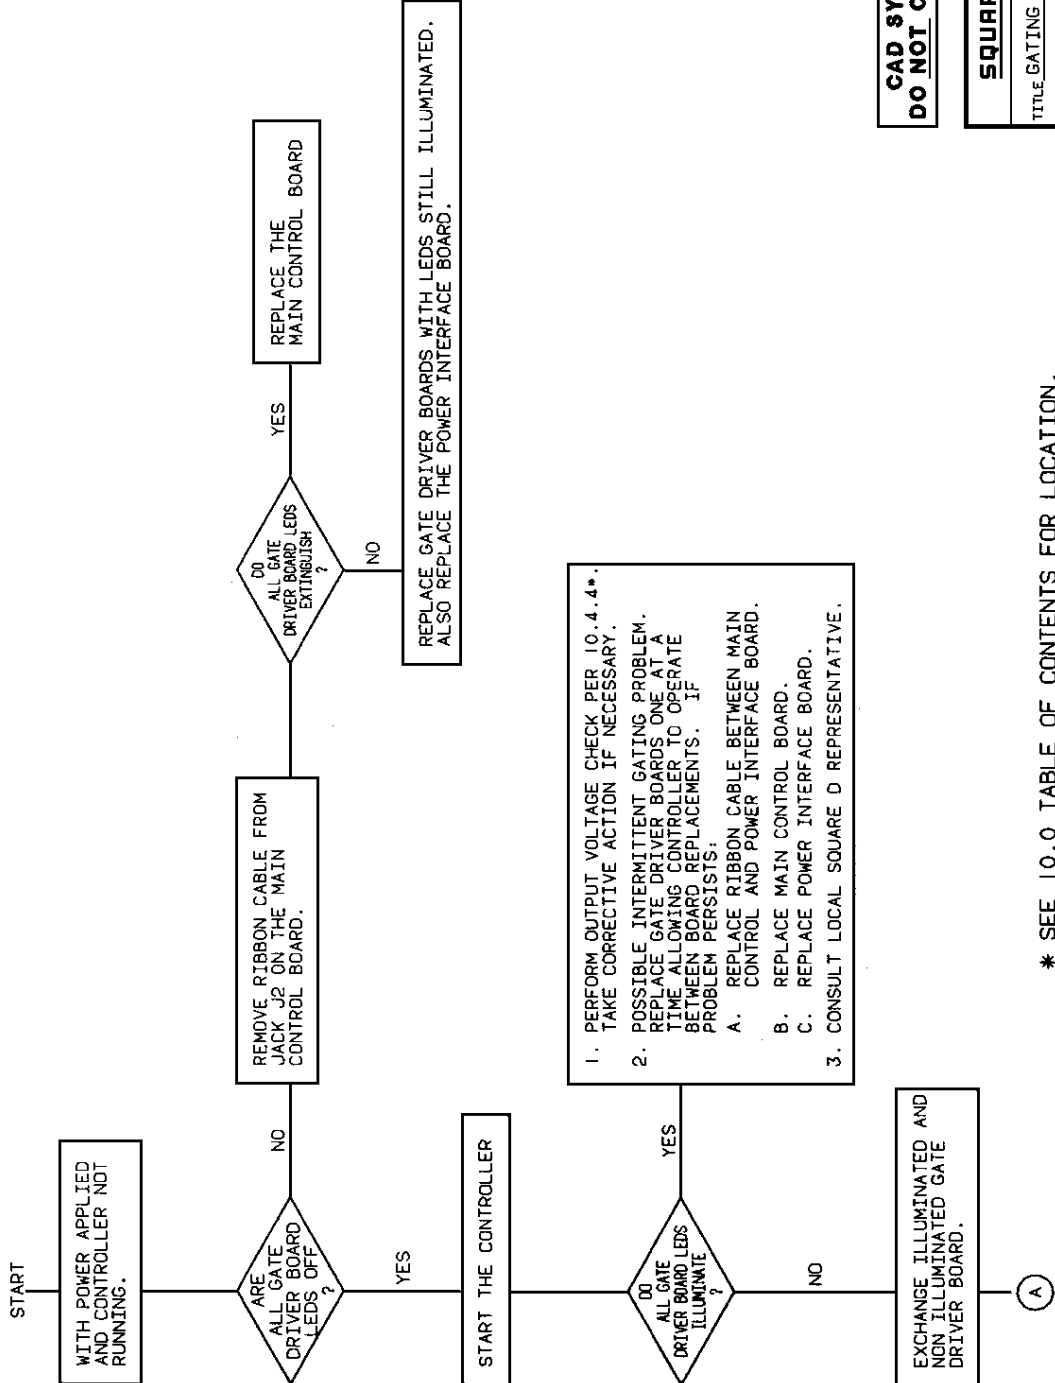 START
WITH POWER APPLIED
AND CONTROLLER NOT
RUNNING.
ARE
ALL GATE
DRIVER BOARD
LEDS OFF
?
NO
REMOVE RIBBON CABLE FROM
JACK J2 ON THE MAIN
CONTROL BOARD.
DO
ALL GATE
DRIVER BOARD LEDS
EXTINGUISH
?
YES
REPLACE THE
MAIN CONTROL BOARD
NO
REPLACE GATE DRIVER BOARDS WITH LEDS STILL ILLUMINATED.
ALSO REPLACE THE POWER INTERFACE BOARD.
YES
START THE CONTROLLER
DO
ALL GATE
DRIVER BOARD LEDS
ILLUMINATE
?
YES
1. PERFORM OUTPUT VOLTAGE CHECK PER 10.4.4*.
TAKE CORRECTIVE ACTION IF NECESSARY.
2. POSSIBLE INTERMITTENT GATING PROBLEM.
REPLACE GATE DRIVER BOARDS ONE AT A
TIME ALLOWING CONTROLLER TO OPERATE
BETWEEN BOARD REPLACEMENTS. IF
PROBLEM PERSISTS:
A. REPLACE RIBBON CABLE BETWEEN MAIN
CONTROL AND POWER INTERFACE BOARD.
B. REPLACE MAIN CONTROL BOARD.
C. REPLACE POWER INTERFACE BOARD.
3. CONSULT LOCAL SQUARE D REPRESENTATIVE.
NO
EXCHANGE ILLUMINATED AND
NON ILLUMINATED GATE
DRIVER BOARD.
A
* SEE 10.0 TABLE OF CONTENTS FOR LOCATION.
CAD SY
DO NOT C
SQUAR
TITLE GATING